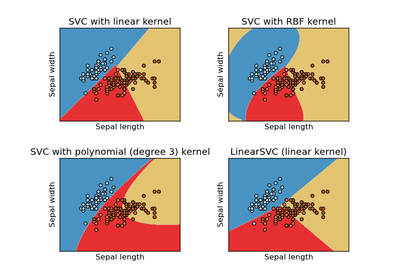 SVC with linear kernel
SVC with RBF kernel
Sepal width
Sepal length
Sepal width
Sepal length
SVC with polynomial (degree 3) kernel
LinearSVC (linear kernel)
Sepal width
Sepal length
Sepal width
Sepal length